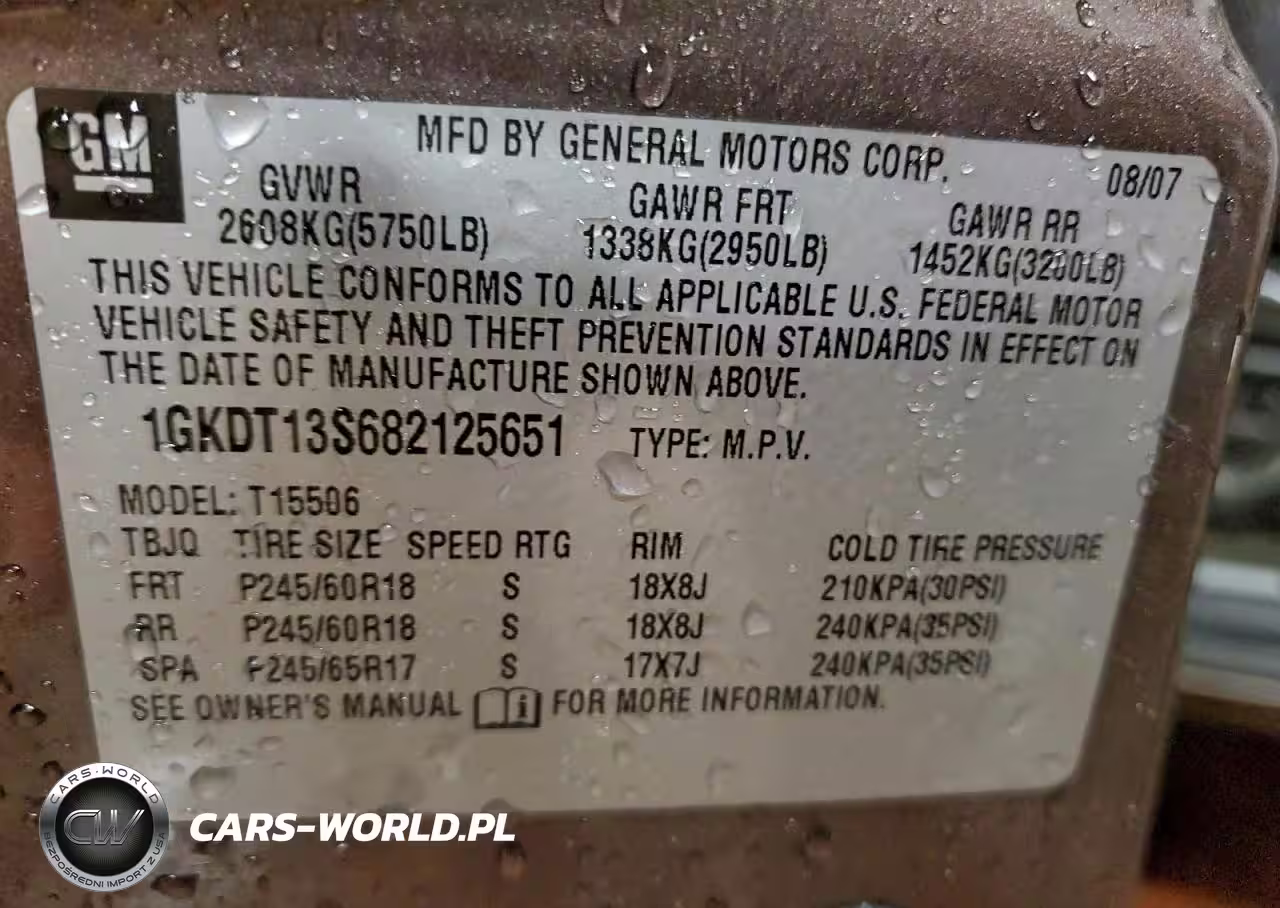 GM
MFD BY GENERAL MOTORS CORP.
08/07
GVWR GAWR FRT GAWR RR
2608KG(5750LB) 1338KG(2950LB) 1452KG(3200LB)
THIS VEHICLE CONFORMS TO ALL APPLICABLE U.S. FEDERAL MOTOR
VEHICLE SAFETY AND THEFT PREVENTION STANDARDS IN EFFECT ON
THE DATE OF MANUFACTURE SHOWN ABOVE.
1GKDT13S682125651 TYPE: M.P.V.
MODEL: T15506
TBJQ TIRE SIZE SPEED RTG RIM COLD TIRE PRESSURE
FRT P245/60R18 S 18X8J 210KPA(30PSI)
RR P245/60R18 S 18X8J 240KPA(35PSI)
SPA P245/65R17 S 17X7J 240KPA(35PSI)
SEE OWNER'S MANUAL i FOR MORE INFORMATION.
CARS-WORLD
CW
BEZPOŚREDNI IMPORT Z USA
CARS-WORLD.PL